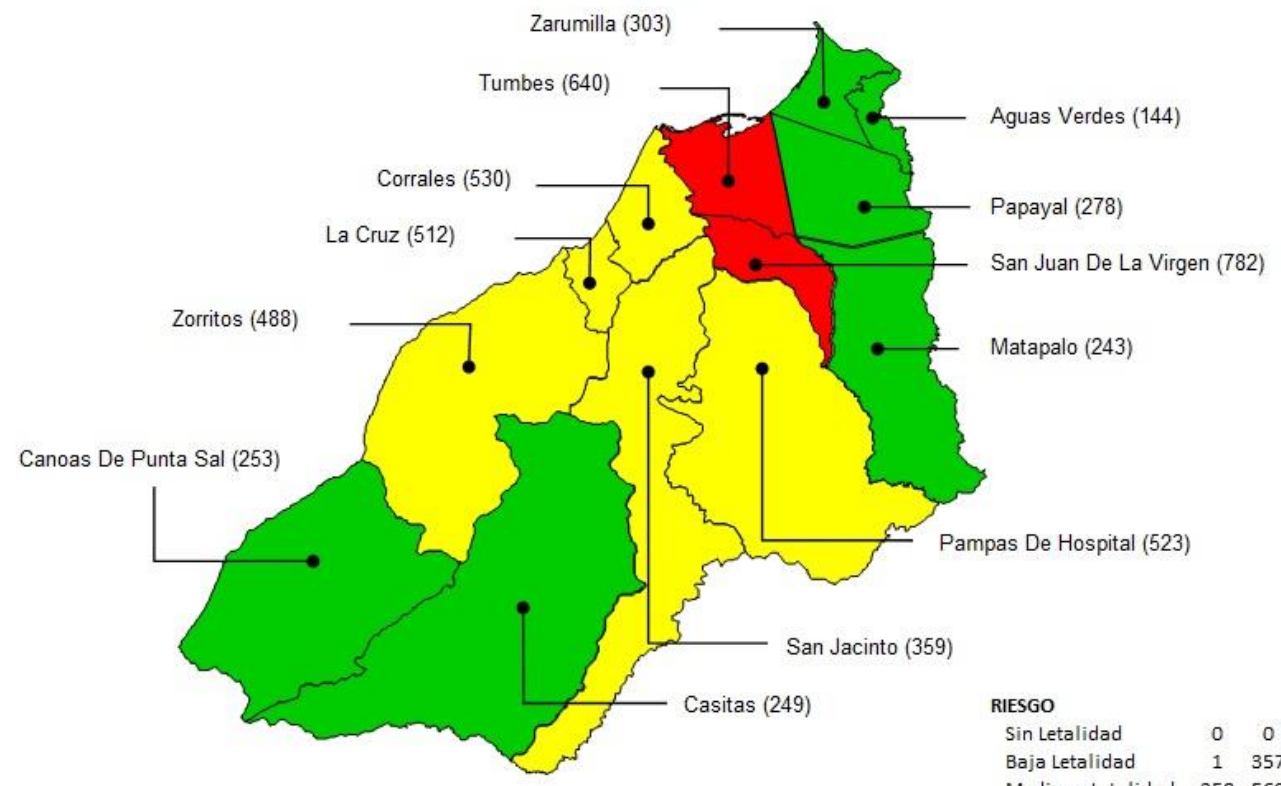 Zarumilla (303)
Tumbes (640)
Aguas Verdes (144)
Corrales (530)
Papayal (278)
La Cruz (512)
San Juan De La Virgen (782)
Zorritos (488)
Matapalo (243)
Canoas De Punta Sal (253)
Pampas De Hospital (523)
San Jacinto (359)
Casitas (249)
RIESGO
Sin Letalidad 0 0
Baja Letalidad 1 357